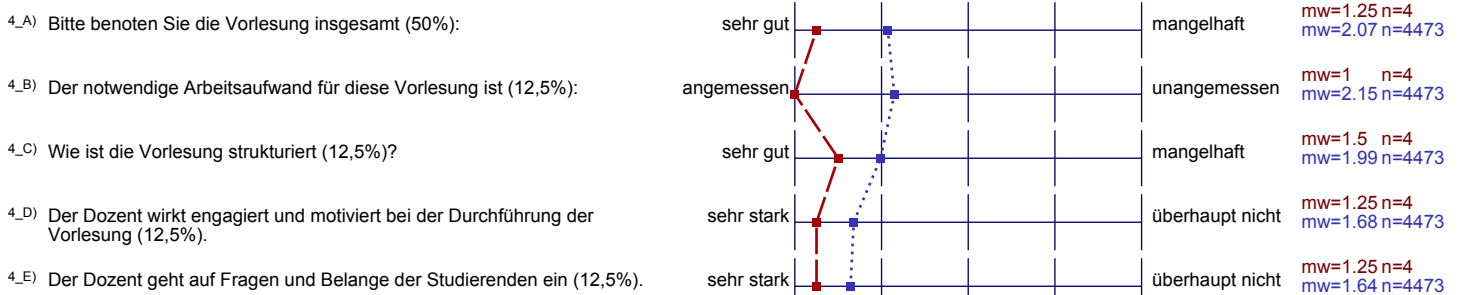 4_A) Bitte benoten Sie die Vorlesung insgesamt (50%): sehr gut mangelhaft mw=1.25 n=4
mw=2.07 n=4473
4_B) Der notwendige Arbeitsaufwand für diese Vorlesung ist (12,5%): angemessen unangemessen mw=1 n=4
mw=2.15 n=4473
4_C) Wie ist die Vorlesung strukturiert (12,5%)? sehr gut mangelhaft mw=1.5 n=4
mw=1.99 n=4473
4_D) Der Dozent wirkt engagiert und motiviert bei der Durchführung der sehr stark überhaupt nicht mw=1.25 n=4
Vorlesung (12,5%). mw=1.68 n=4473
4_E) Der Dozent geht auf Fragen und Belange der Studierenden ein (12,5%). sehr stark überhaupt nicht mw=1.25 n=4
mw=1.64 n=4473